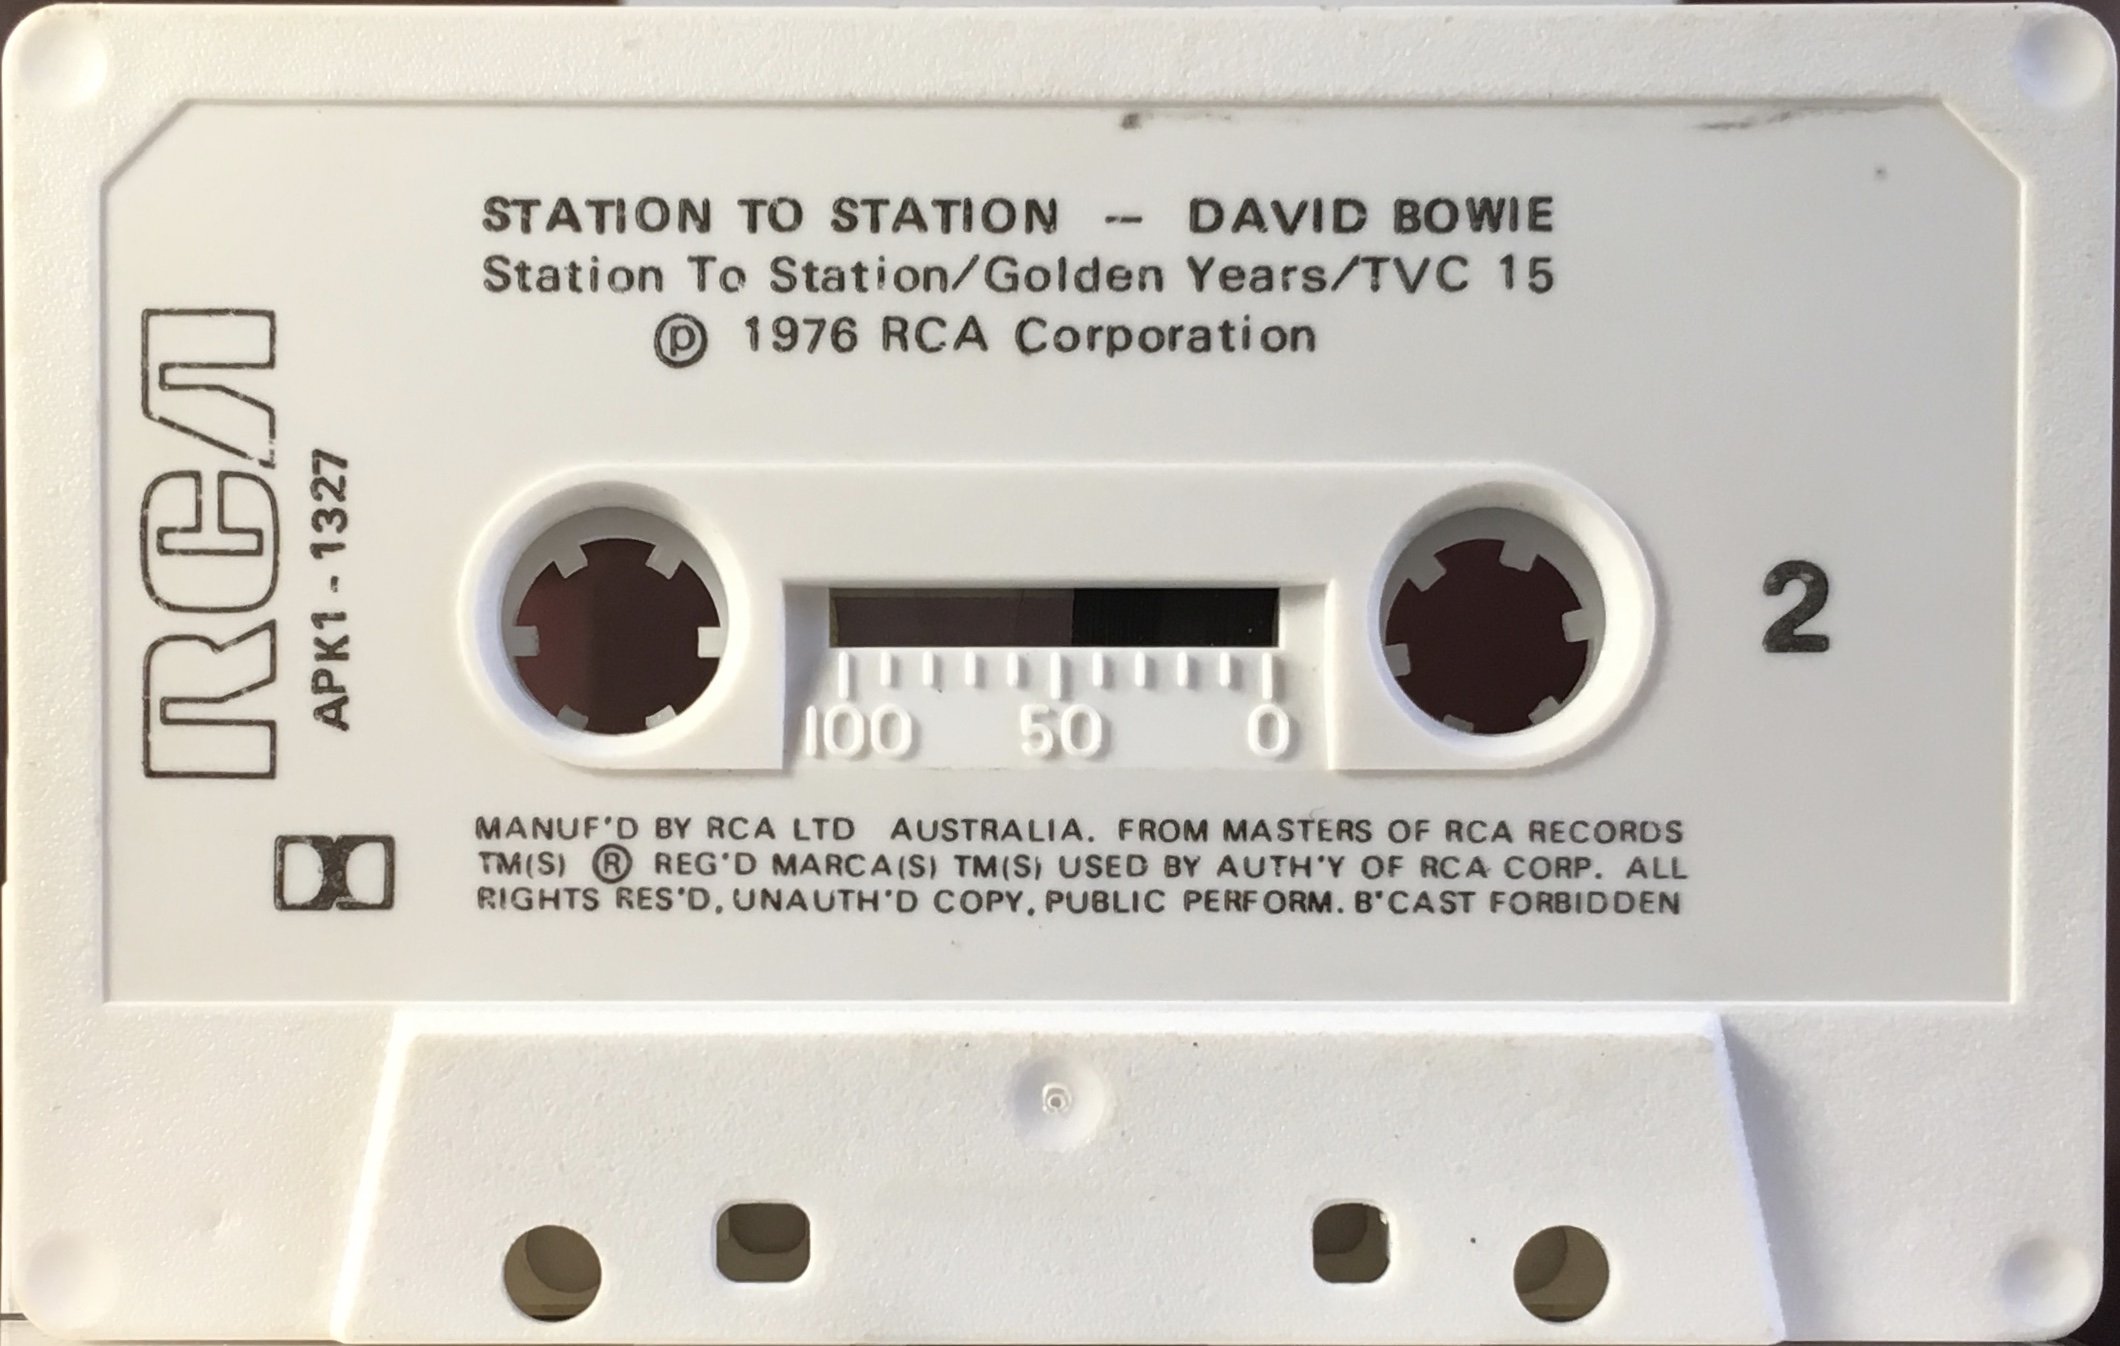 STATION TO STATION -- DAVID BOWIE
Station To Station/Golden Years/TVC 15
℗ 1976 RCA Corporation
RCA
APK1 - 1327
2
100 50 0
MANUF'D BY RCA LTD AUSTRALIA. FROM MASTERS OF RCA RECORDS
TM(S) ® REG'D MARCA(S) TM(S) USED BY AUTH'Y OF RCA CORP. ALL
RIGHTS RES'D. UNAUTH'D COPY. PUBLIC PERFORM. B'CAST FORBIDDEN